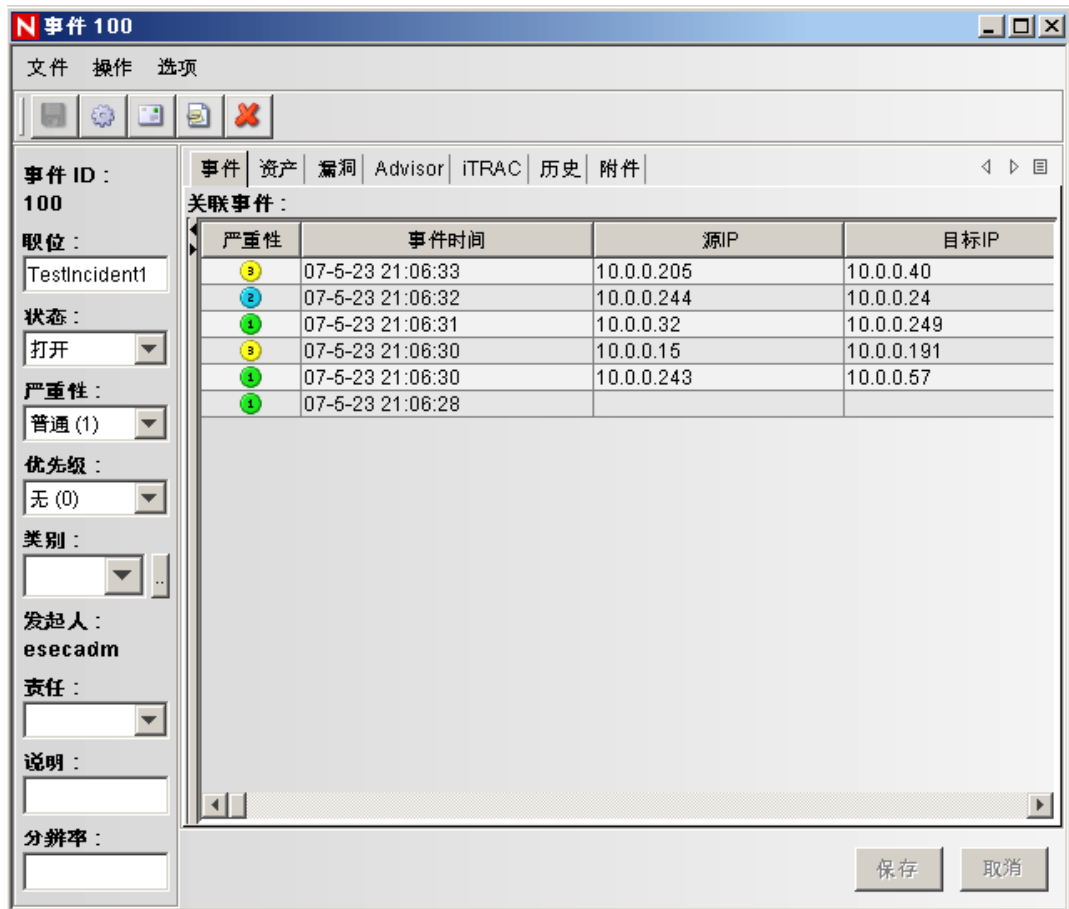 N 事件 100
文件 操作 选项
事件 ID：
100
职位：
TestIncident1
状态：
打开
严重性：
普通 (1)
优先级：
无 (0)
类别：
..
发起人：
esecadm
责任：
说明：
分辨率：
事件 资产 漏洞 Advisor iTRAC 历史 附件
关联事件：
严重性 事件时间 源IP 目标IP
3 07-5-23 21:06:33 10.0.0.205 10.0.0.40
2 07-5-23 21:06:32 10.0.0.244 10.0.0.24
1 07-5-23 21:06:31 10.0.0.32 10.0.0.249
3 07-5-23 21:06:30 10.0.0.15 10.0.0.191
1 07-5-23 21:06:30 10.0.0.243 10.0.0.57
1 07-5-23 21:06:28
保存 取消